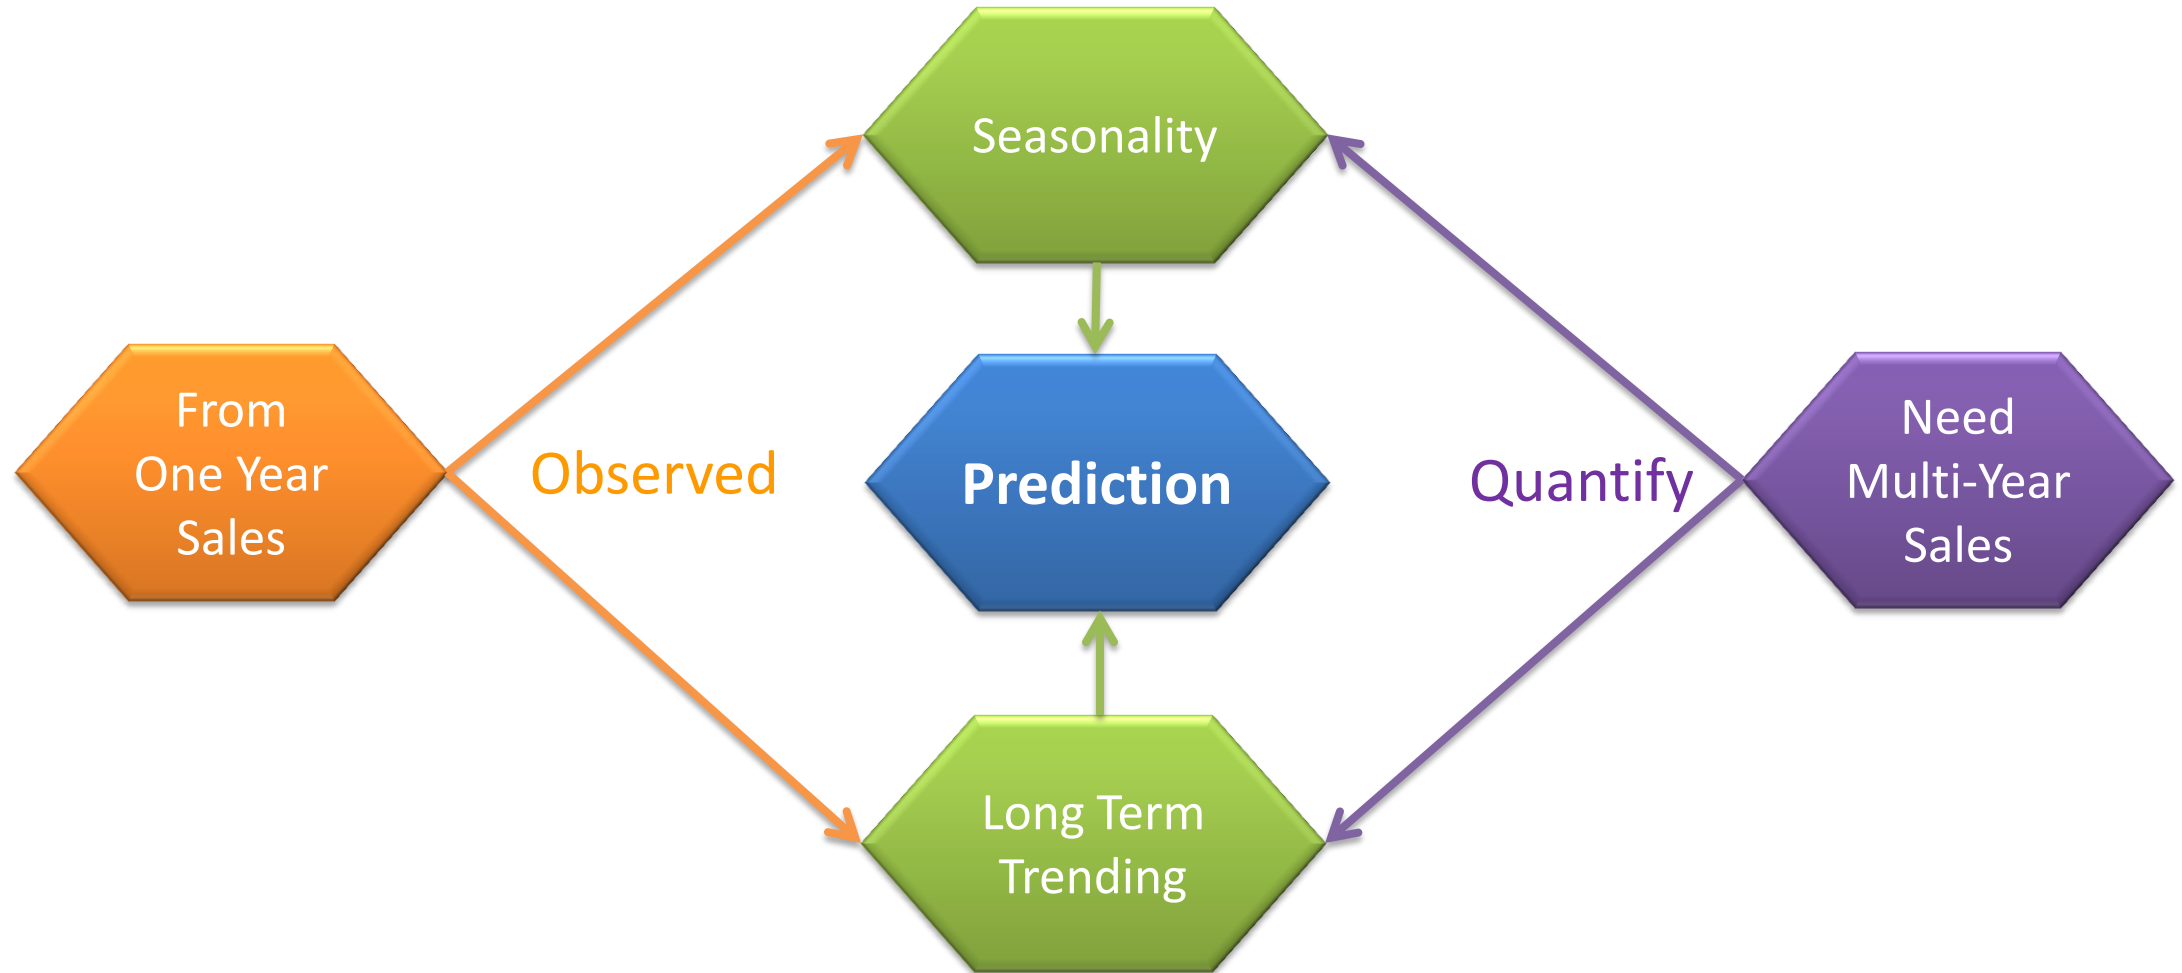 Seasonality
From
One Year
Sales
Observed
Prediction
Quantify
Need
Multi-Year
Sales
Long Term
Trending